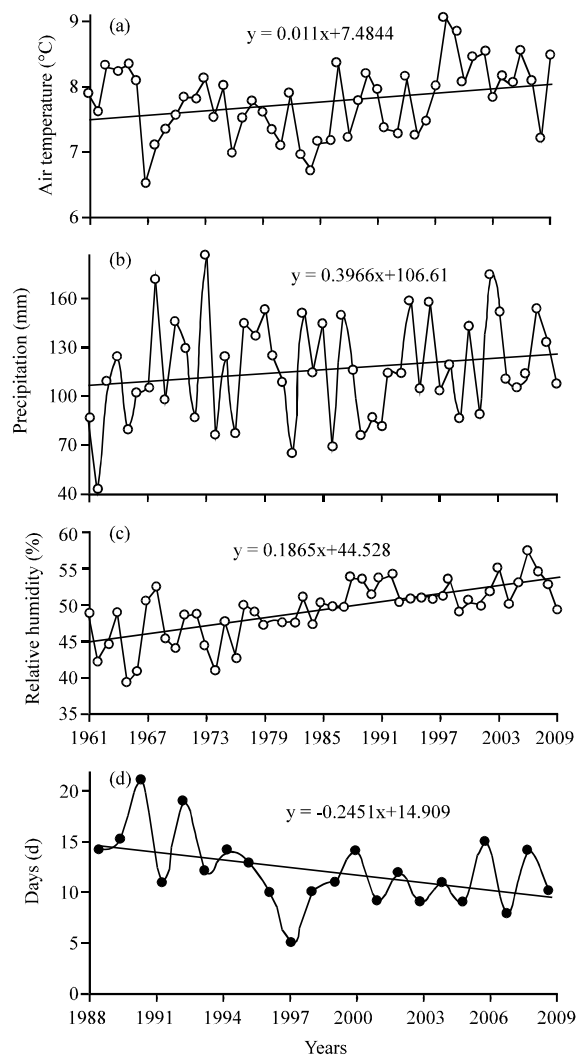 (a)
y = 0.011x+7.4844
Air temperature (°C)
9
8
7
6
(b)
y = 0.3966x+106.61
Precipitation (mm)
160
130
100
70
40
(c)
y = 0.1865x+44.528
Relative humidity (%)
60
55
50
45
40
35
1961 1967 1973 1979 1985 1991 1997 2003 2009
(d)
y = -0.2451x+14.909
Days (d)
20
15
10
5
0
1988 1991 1994 1997 2000 2003 2006 2009
Years